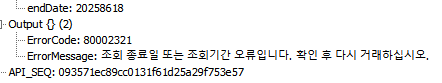 endDate: 20258618
Output {} (2)
ErrorCode: 80002321
ErrorMessage: 조회 종료일 또는 조회기간 오류입니다. 확인 후 다시 거래하십시오.
API_SEQ: 093571ec89cc0131f61d25a29f753e57